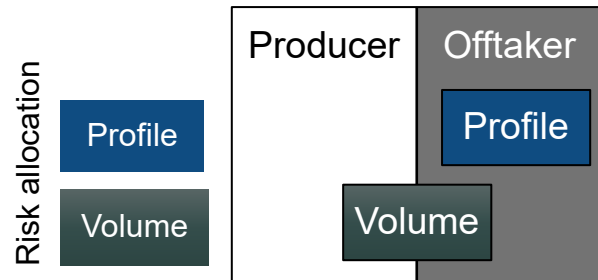 Risk allocation
Producer
Offtaker
Profile
Profile
Volume
Volume